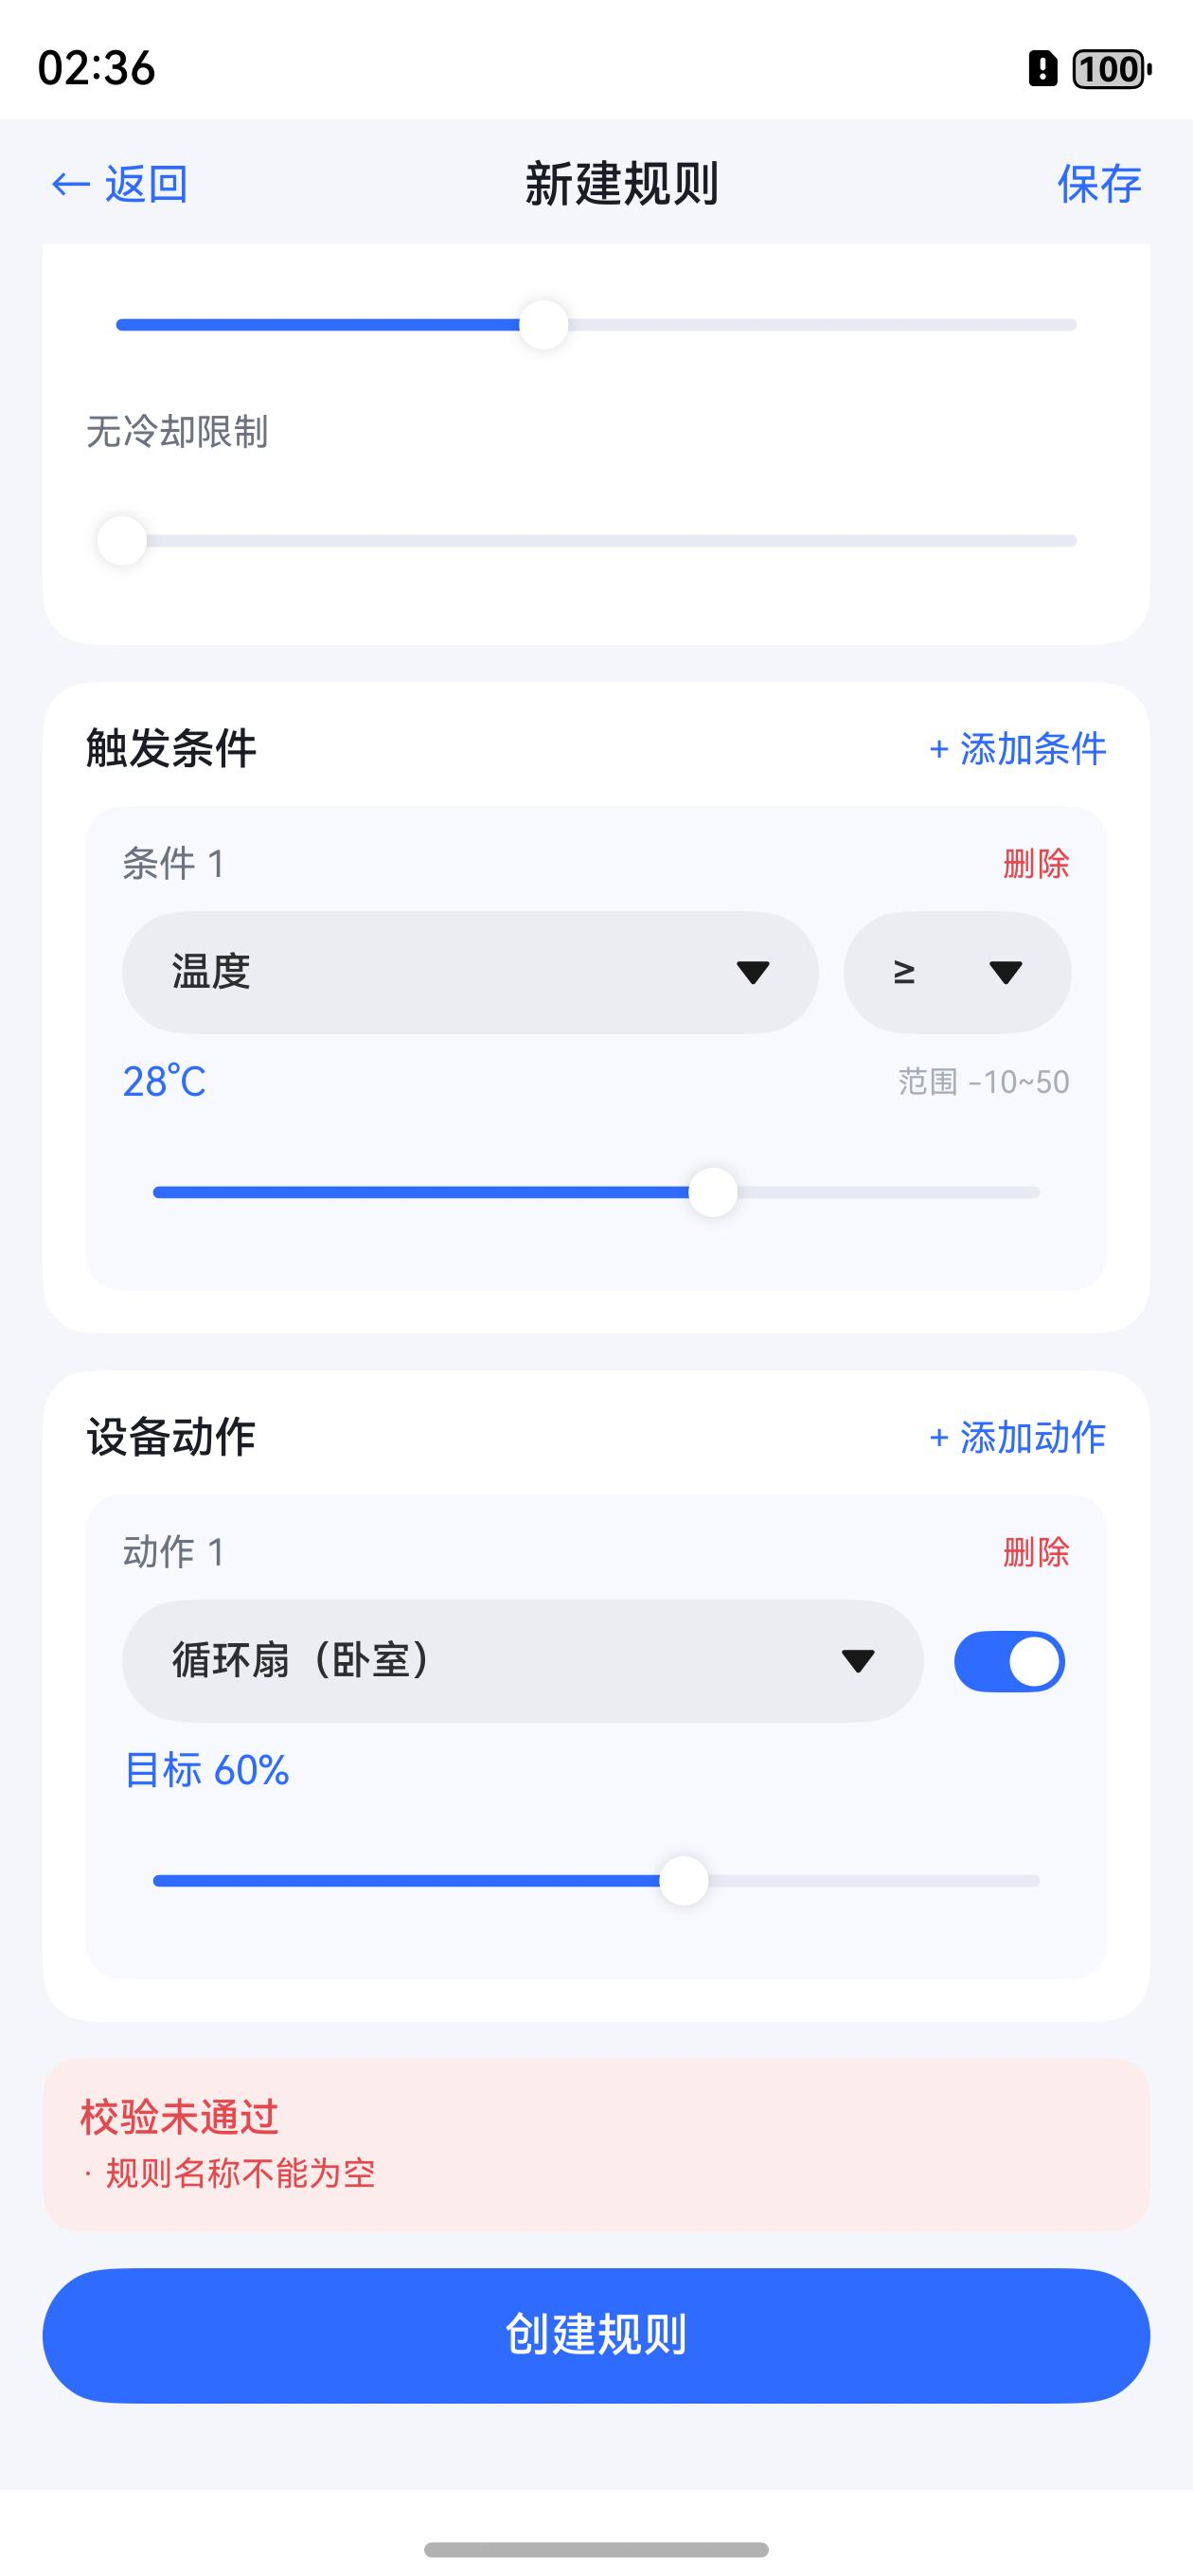 02:36
100
← 返回
新建规则
保存
无冷却限制
触发条件
+ 添加条件
条件 1
删除
温度
≥
28°C
范围 -10~50
设备动作
+ 添加动作
动作 1
删除
循环扇（卧室）
目标 60%
校验未通过
· 规则名称不能为空
创建规则